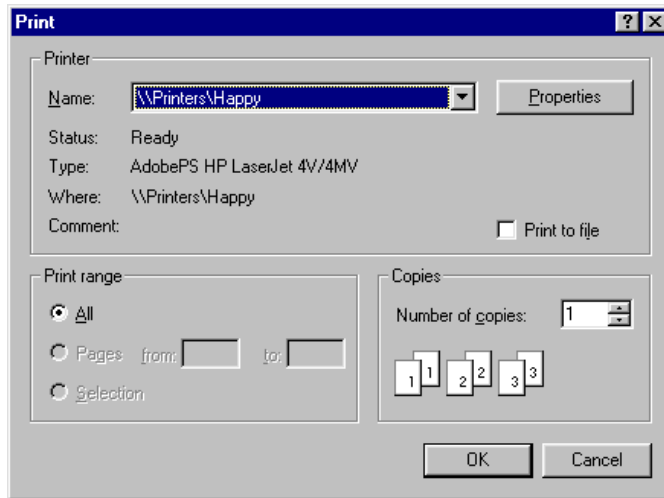 Print
Printer
Name: \\Printers\Happy Properties
Status: Ready
Type: AdobePS HP LaserJet 4V/4MV
Where: \\Printers\Happy
Comment: Print to file
Print range
All
Pages from: to:
Selection
Copies
Number of copies: 1
1 1 2 2 3 3
OK Cancel